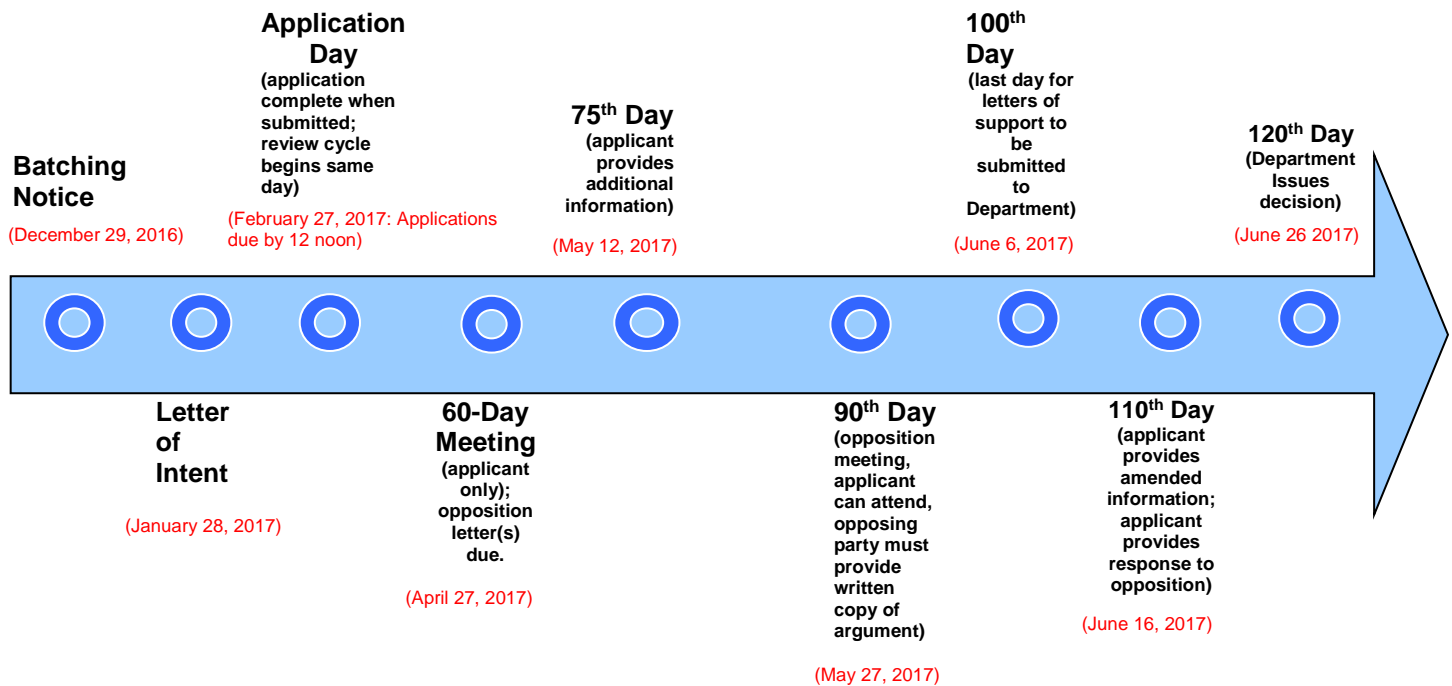 Batching
Notice
(December 29, 2016)
Letter
of
Intent
(January 28, 2017)
Application
Day
(application
complete when
submitted;
review cycle
begins same
day)
(February 27, 2017: Applications
due by 12 noon)
60-Day
Meeting
(applicant
only);
opposition
letter(s)
due.
(April 27, 2017)
75th Day
(applicant
provides
additional
information)
(May 12, 2017)
90th Day
(opposition
meeting,
applicant
can attend,
opposing
party must
provide
written
copy of
argument)
(May 27, 2017)
100th
Day
(last day for
letters of
support to
be
submitted
to
Department)
(June 6, 2017)
110th Day
(applicant
provides
amended
information;
applicant
provides
response to
opposition)
(June 16, 2017)
120th Day
(Department
Issues
decision)
(June 26 2017)